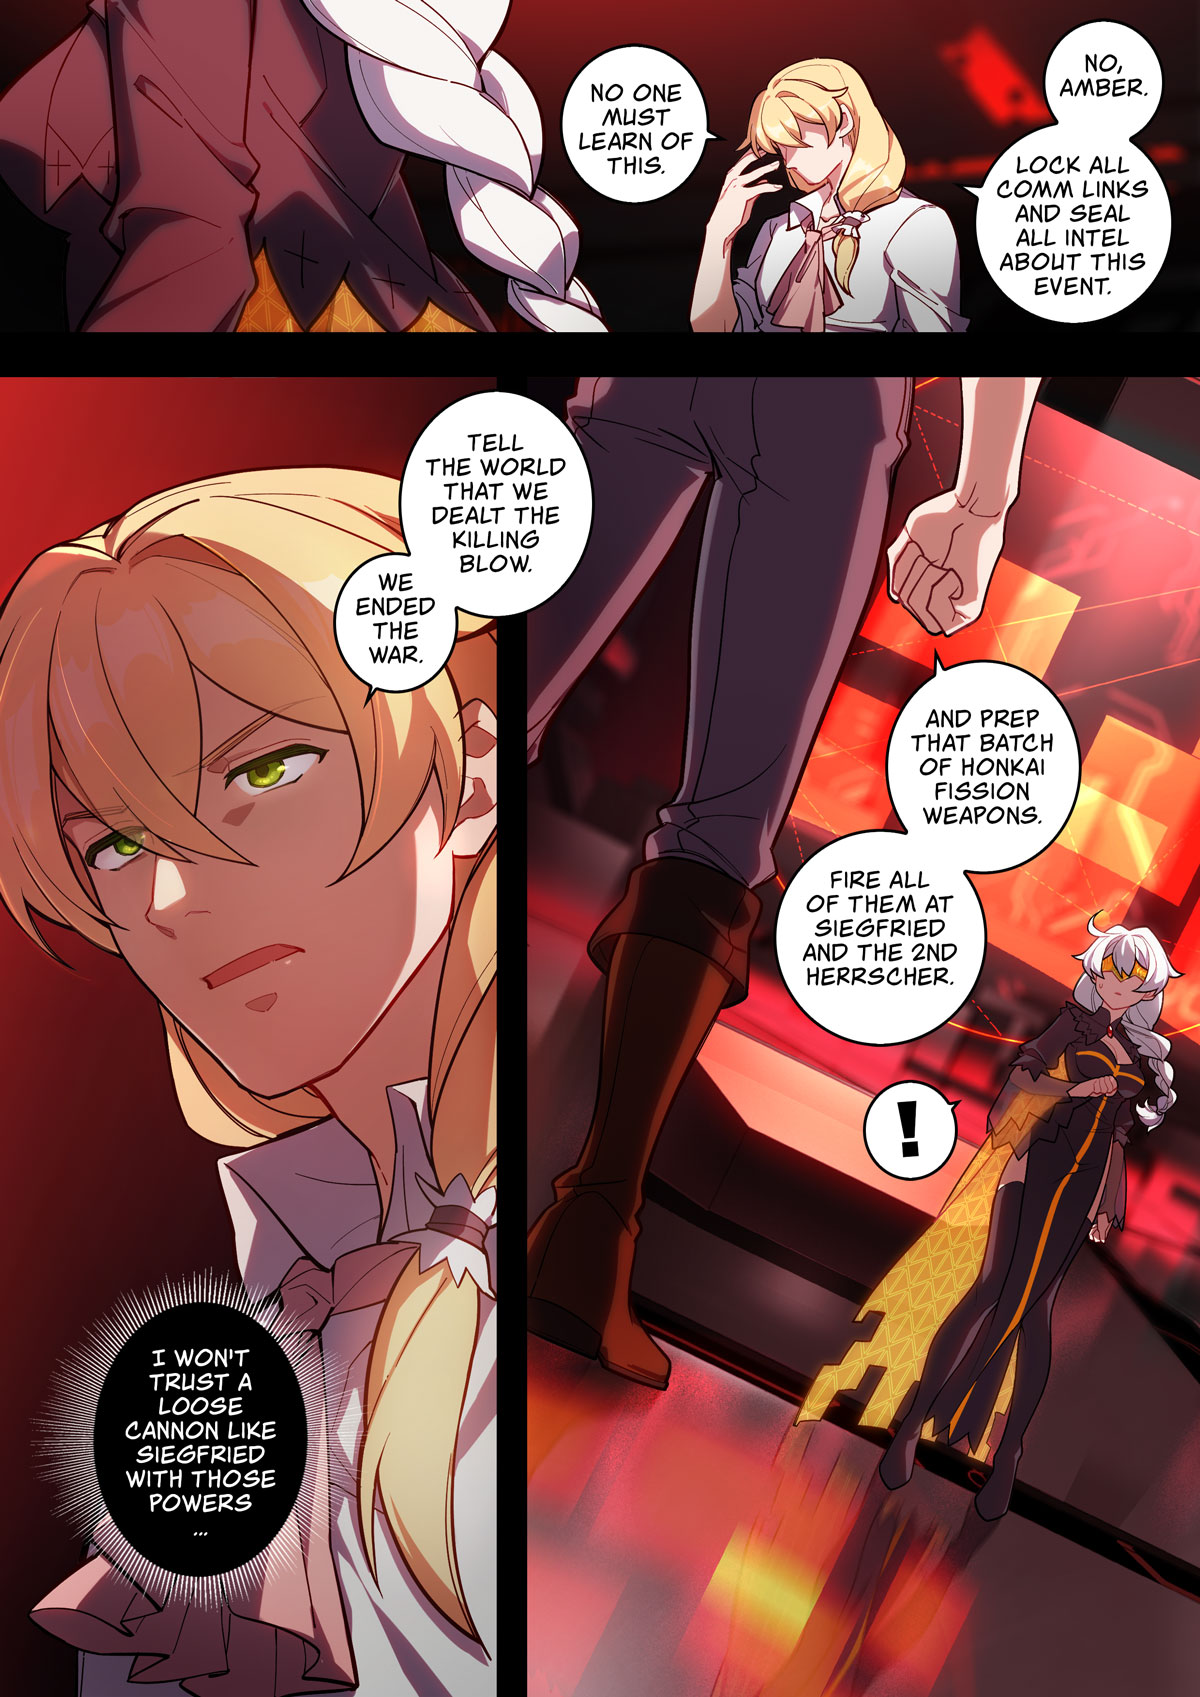 NO,
AMBER.
LOCK ALL
COMM LINKS
AND SEAL
ALL INTEL
ABOUT THIS
EVENT.
NO ONE
MUST
LEARN OF
THIS.
TELL
THE WORLD
THAT WE
DEALT THE
KILLING
BLOW.
WE
ENDED
THE
WAR.
AND PREP
THAT BATCH
OF HONKAI
FISSION
WEAPONS.
FIRE ALL
OF THEM AT
SIEGFRIED
AND THE 2ND
HERRSCHER.
!
I WON'T
TRUST A
LOOSE
CANNON LIKE
SIEGFRIED
WITH THOSE
POWERS
...